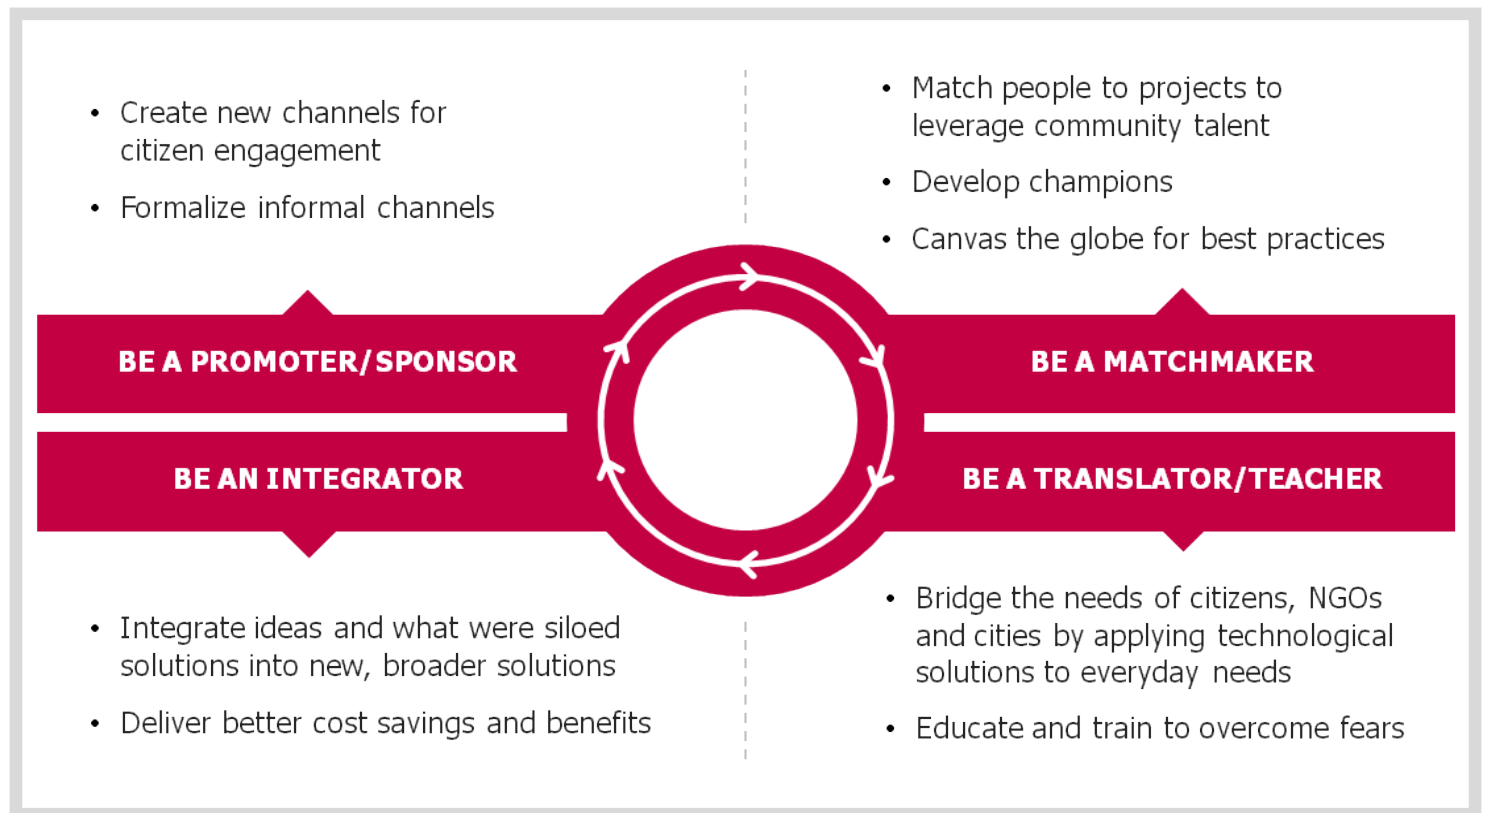 • Create new channels for
citizen engagement
• Formalize informal channels
• Match people to projects to
leverage community talent
• Develop champions
• Canvas the globe for best practices
BE A PROMOTER/SPONSOR
BE A MATCHMAKER
BE AN INTEGRATOR
BE A TRANSLATOR/TEACHER
• Integrate ideas and what were siloed
solutions into new, broader solutions
• Deliver better cost savings and benefits
• Bridge the needs of citizens, NGOs
and cities by applying technological
solutions to everyday needs
• Educate and train to overcome fears